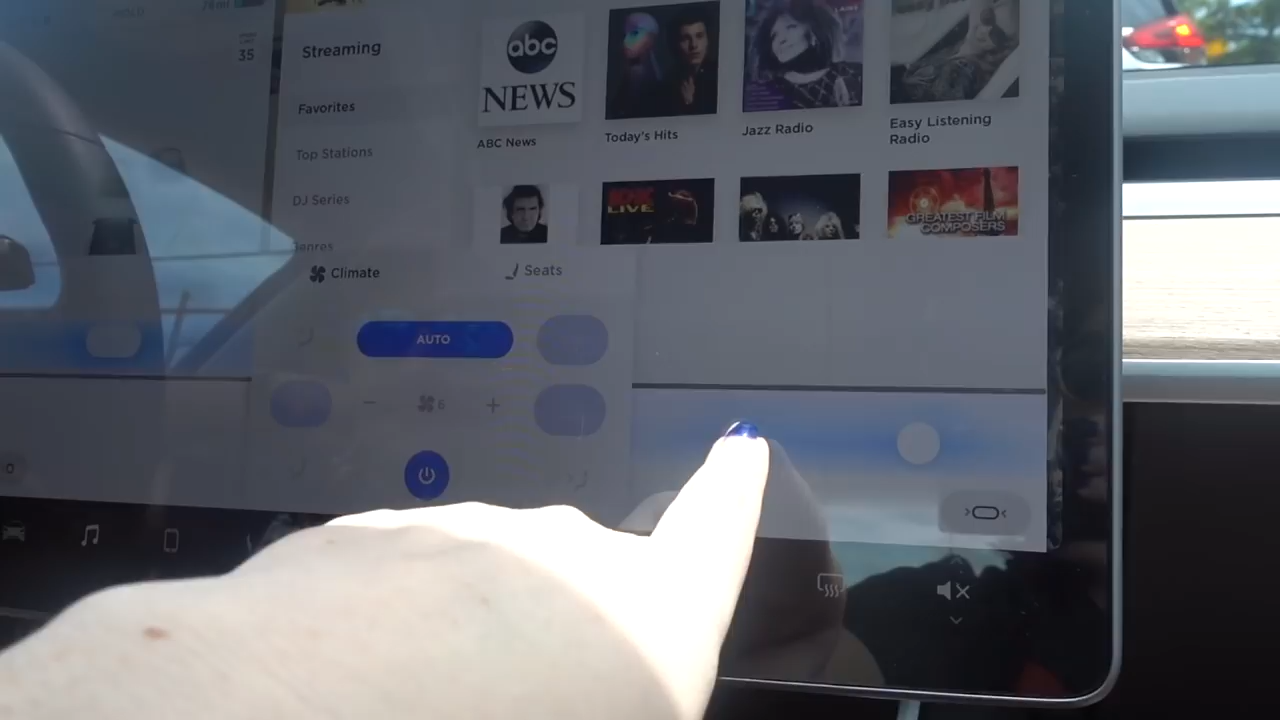 35
Streaming
Favorites
Top Stations
DJ Series
Genres
abc
NEWS
ABC News
Today's Hits
Jazz Radio
Easy Listening
Radio
LIVE
GREATEST FILM
COMPOSERS
Climate
Seats
AUTO
6
0